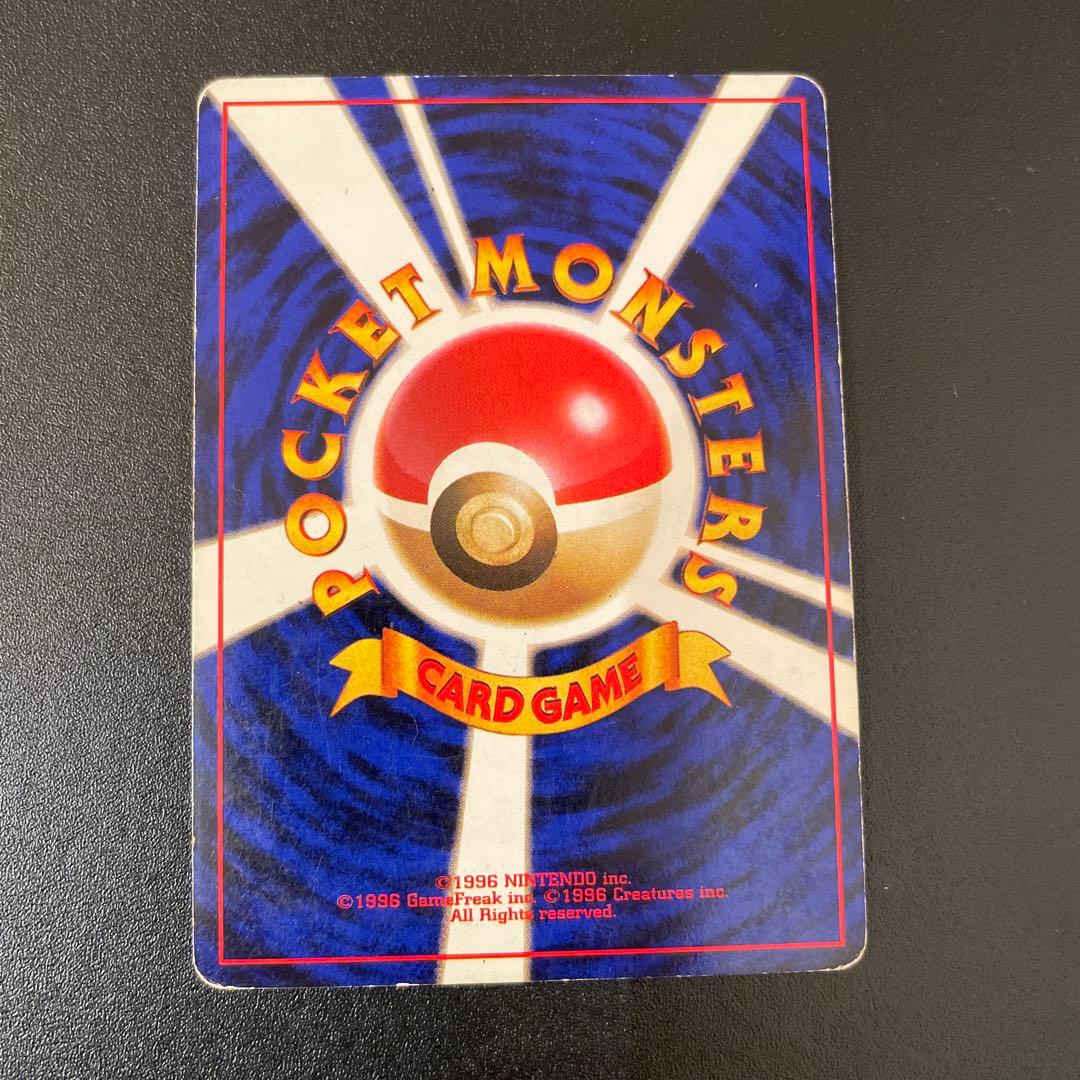 POCKET MONSTERS
CARD GAME
©1996 NINTENDO inc.
©1996 GameFreak inc. ©1996 Creatures inc.
All Rights reserved.